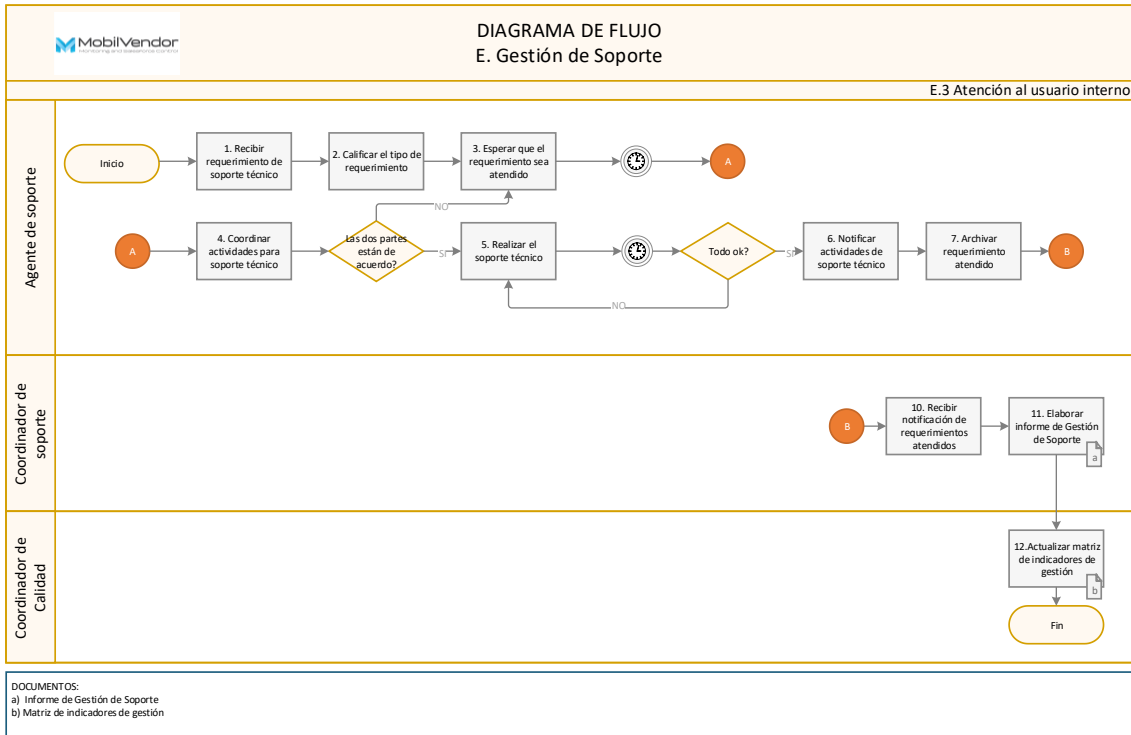 MobilVendor
DIAGRAMA DE FLUJO
E. Gestión de Soporte
E.3 Atención al usuario interno
Agente de soporte
Inicio
1. Recibir
requerimiento de
soporte técnico
2. Calificar el tipo de
requerimiento
3. Esperar que el
requerimiento sea
atendido
A
NO
A
4. Coordinar
actividades para
soporte técnico
Las dos partes
están de
acuerdo?
SI
5. Realizar el
soporte técnico
Todo ok?
SI
6. Notificar
actividades de
soporte técnico
7. Archivar
requerimiento
atendido
B
NO
Coordinador de
soporte
B
10. Recibir
notificación de
requerimientos
atendidos
11. Elaborar
informe de Gestión
de Soporte
a
Coordinador de
Calidad
12.Actualizar matriz
de indicadores de
gestión
b
Fin
DOCUMENTOS:
a) Informe de Gestión de Soporte
b) Matriz de indicadores de gestión